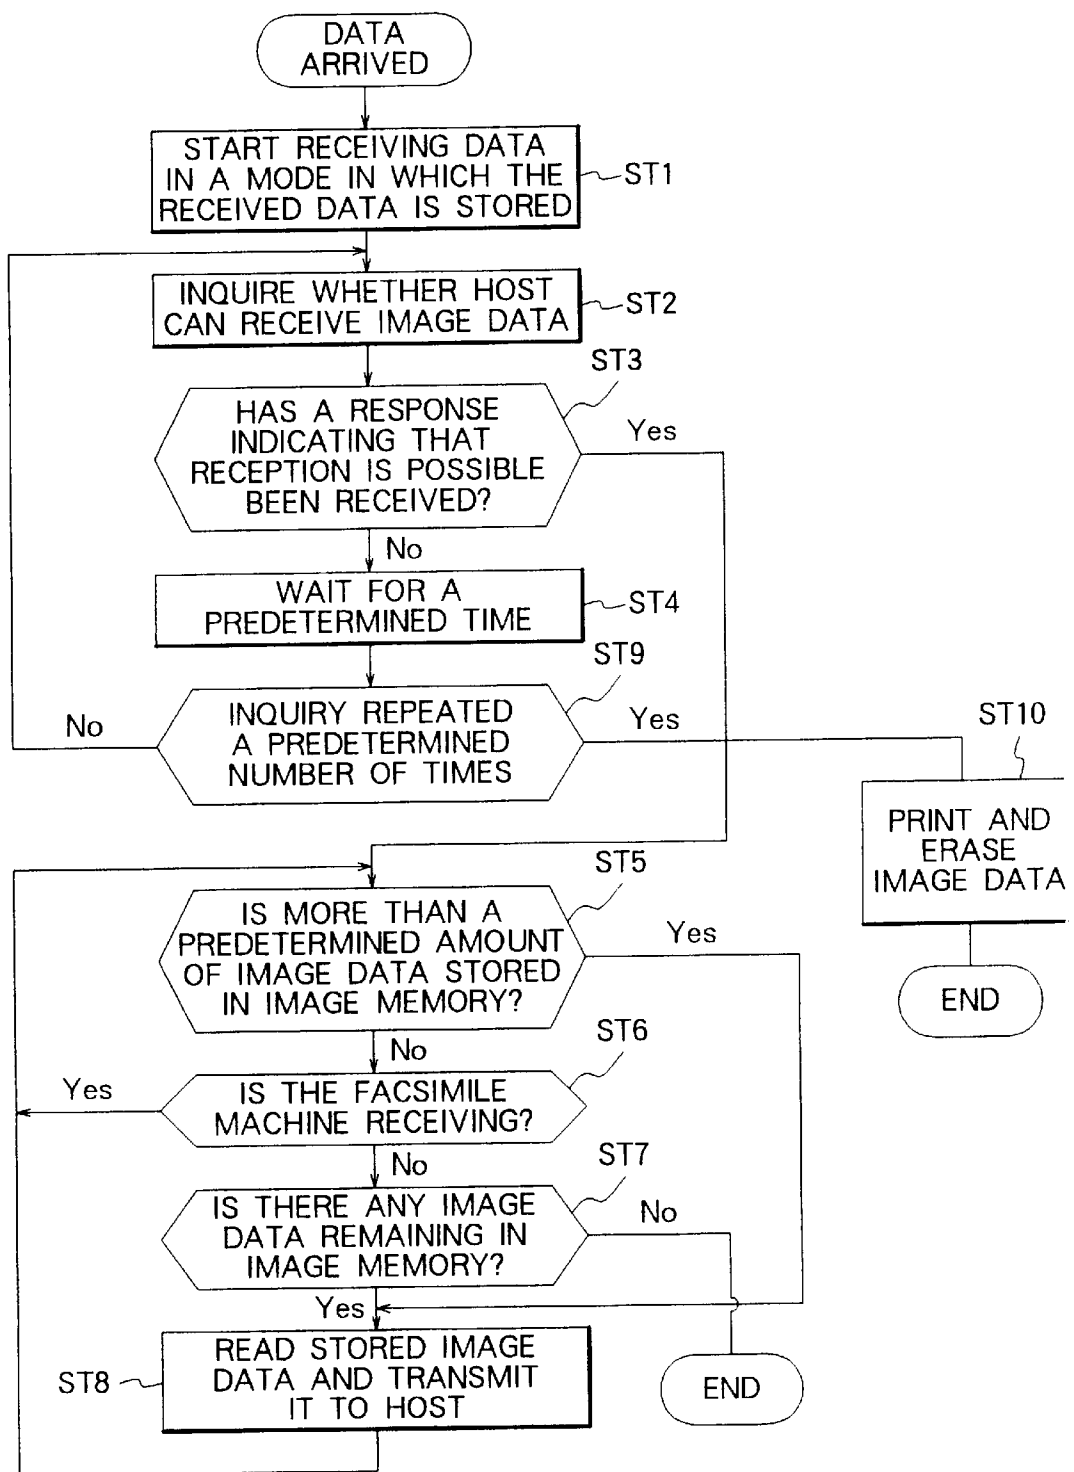 DATA
ARRIVED
START RECEIVING DATA
IN A MODE IN WHICH THE
RECEIVED DATA IS STORED
ST1
INQUIRE WHETHER HOST
CAN RECEIVE IMAGE DATA
ST2
ST3
HAS A RESPONSE
INDICATING THAT
RECEPTION IS POSSIBLE
BEEN RECEIVED?
Yes
No
WAIT FOR A
PREDETERMINED TIME
ST4
ST9
No
INQUIRY REPEATED
A PREDETERMINED
NUMBER OF TIMES
Yes
ST10
PRINT AND
ERASE
IMAGE DATA
END
ST5
IS MORE THAN A
PREDETERMINED AMOUNT
OF IMAGE DATA STORED
IN IMAGE MEMORY?
Yes
No
ST6
Yes
IS THE FACSIMILE
MACHINE RECEIVING?
No
ST7
IS THERE ANY IMAGE
DATA REMAINING IN
IMAGE MEMORY?
No
Yes
ST8
READ STORED IMAGE
DATA AND TRANSMIT
IT TO HOST
END